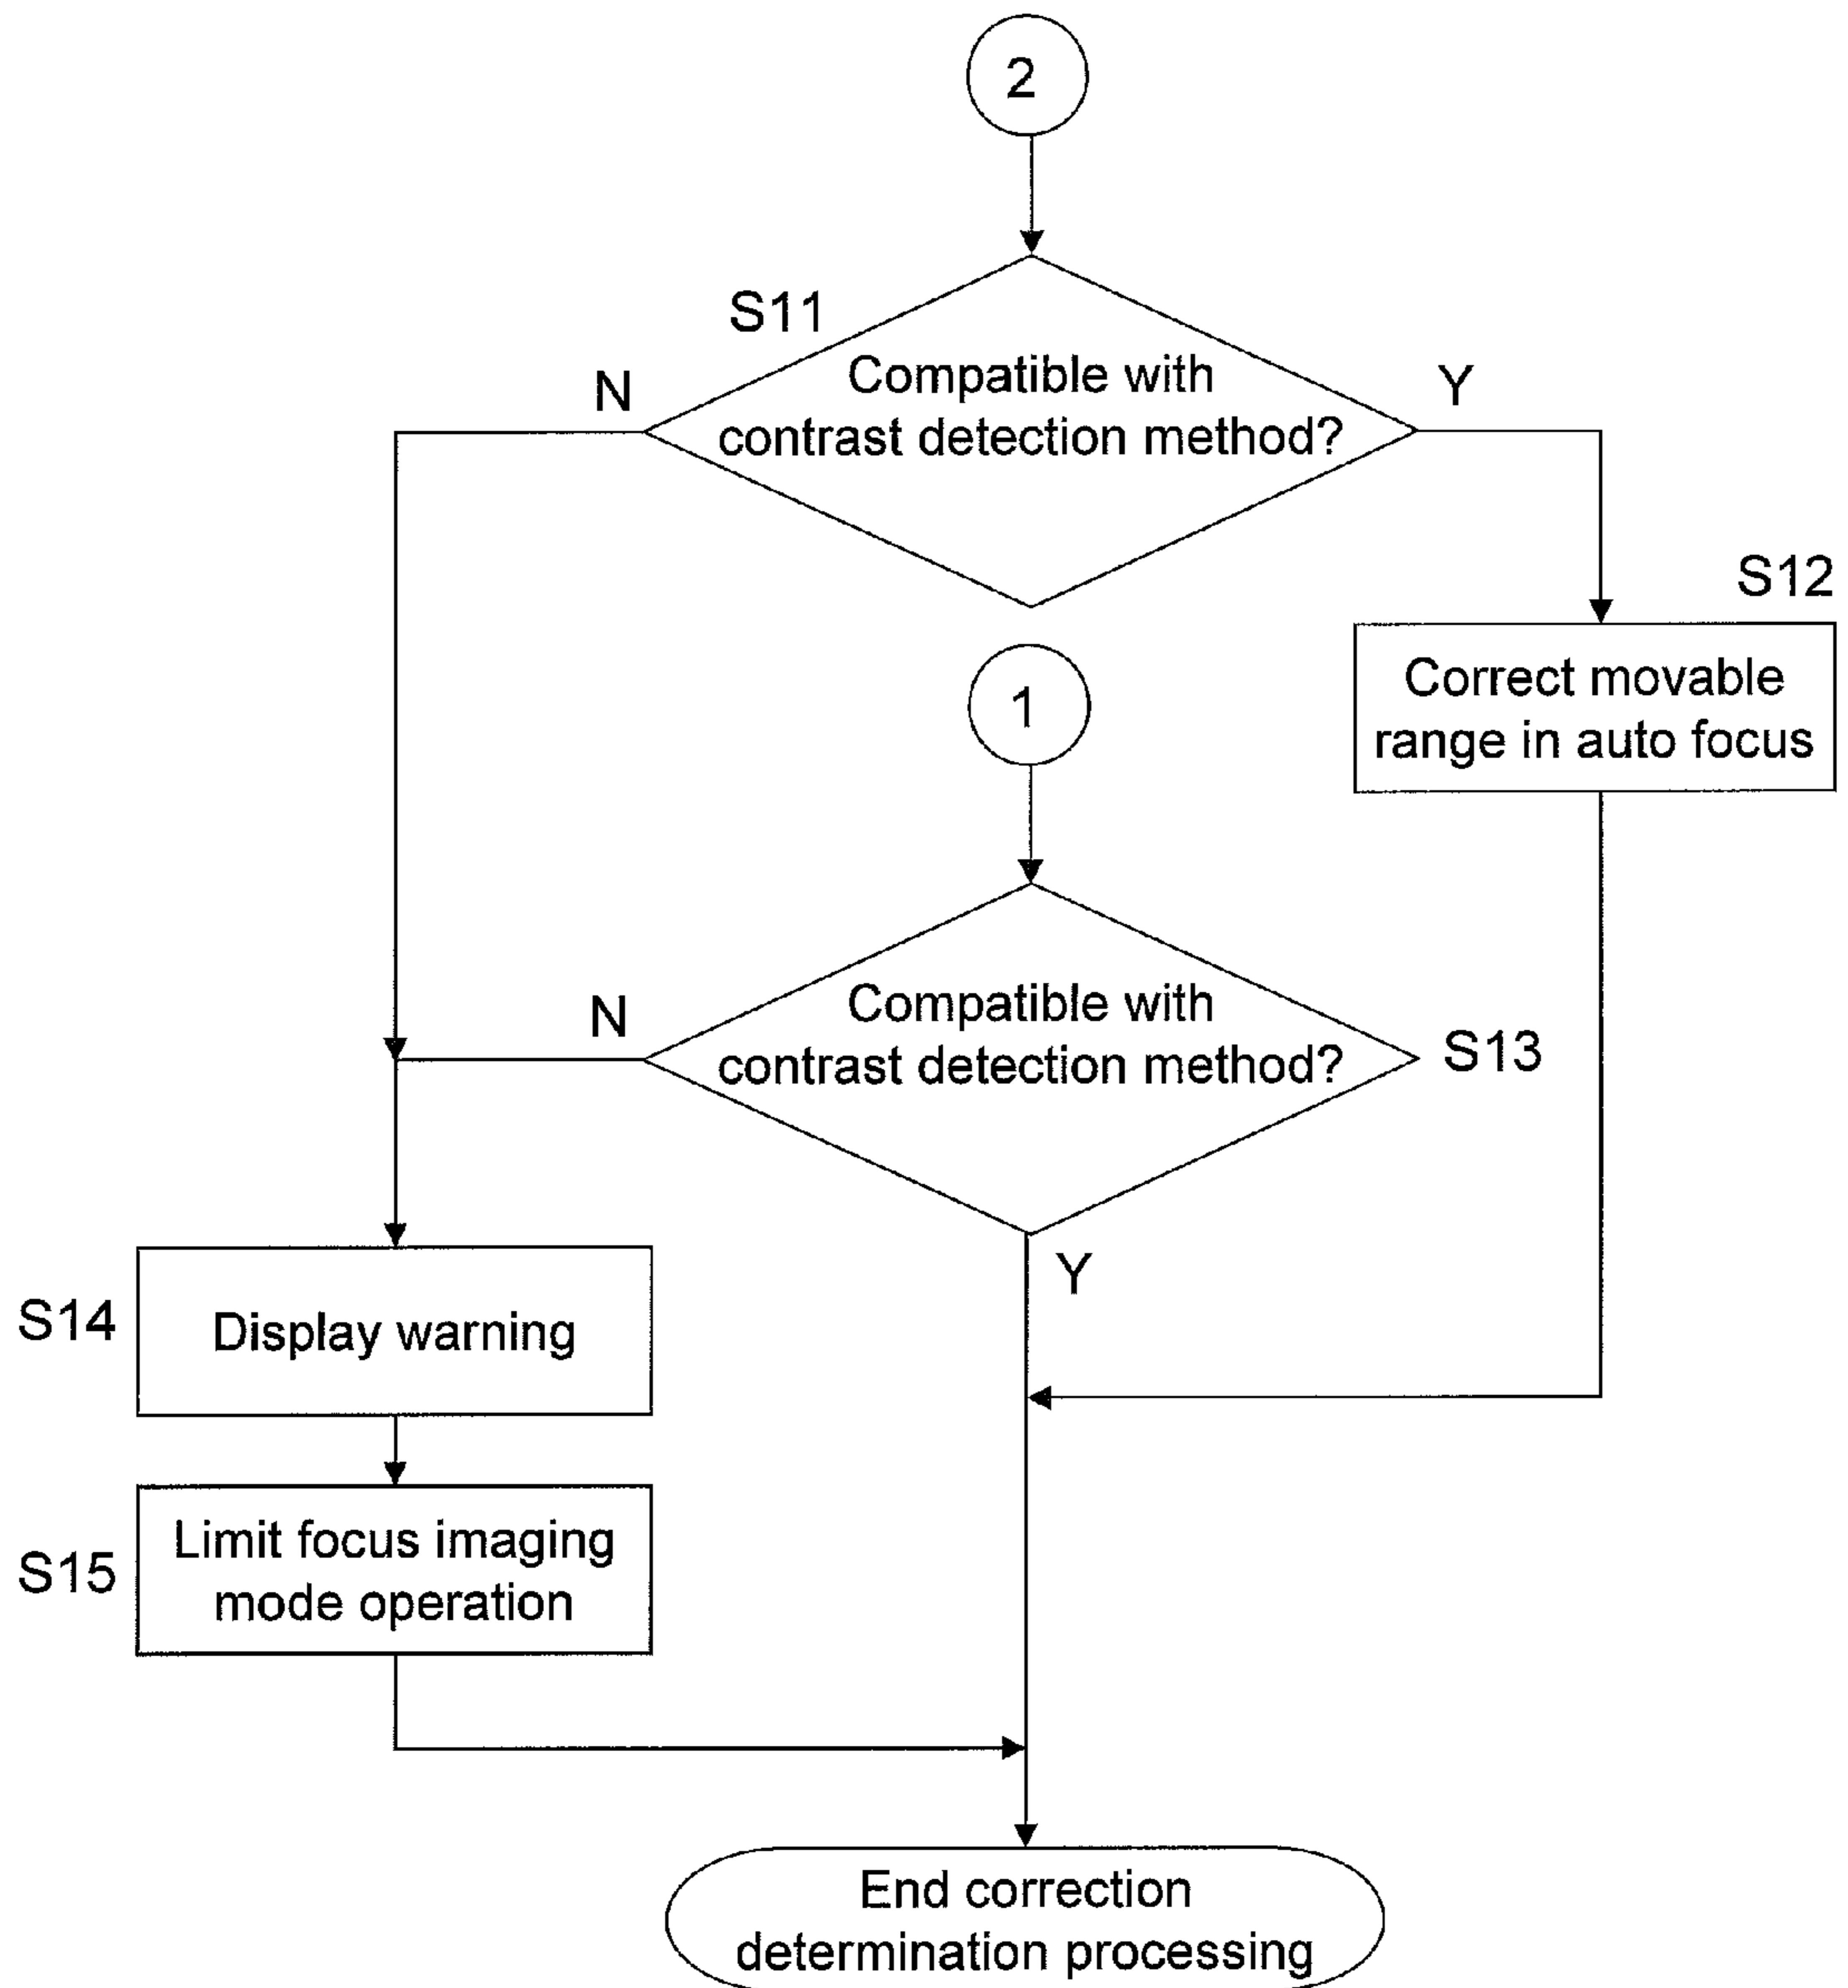 2
S11
N
Compatible with
contrast detection method?
Y
S12
Correct movable
range in auto focus
1
N
Compatible with
contrast detection method?
S13
Y
S14
Display warning
S15
Limit focus imaging
mode operation
End correction
determination processing